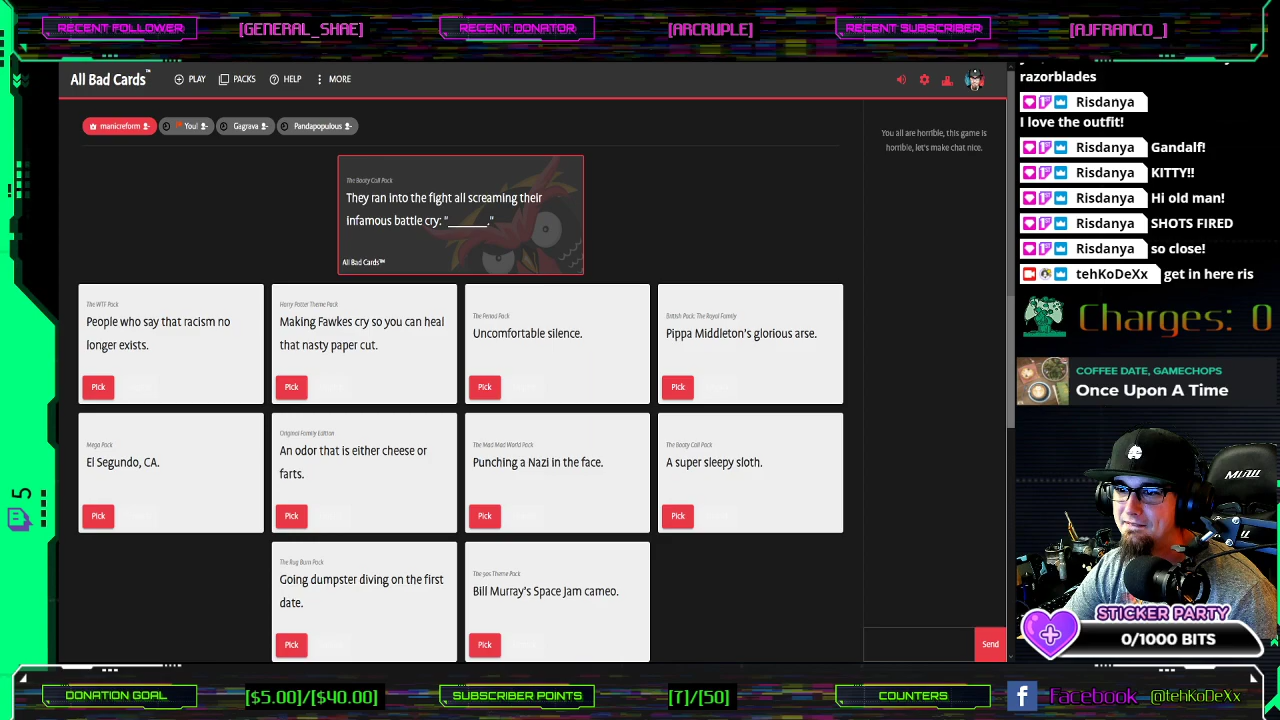 RECENT FOLLOWER
[GENERAL_SHAE]
RECENT DONATOR
[ARCRUPLE]
RECENT SUBSCRIBER
[AJFRANCO_]
All Bad Cards™
PLAY
PACKS
HELP
MORE
manicreform
You!
Gagrava
Pandapopulous
You all are horrible, this game is
horrible, let's make chat nice.
The Booty Call Pack
They ran into the fight all screaming their
infamous battle cry: "_______."
All Bad Cards™
The WTF Pack
People who say that racism no
longer exists.
Pick
Harry Potter Theme Pack
Making Fawkes cry so you can heal
that nasty paper cut.
Pick
The Period Pack
Uncomfortable silence.
Pick
British Pack: The Royal Family
Pippa Middleton's glorious arse.
Pick
Mega Pack
El Segundo, CA.
Pick
Original Family Edition
An odor that is either cheese or
farts.
Pick
The Mad Mad World Pack
Punching a Nazi in the face.
Pick
The Booty Call Pack
A super sleepy sloth.
Pick
The Rug Burn Pack
Going dumpster diving on the first
date.
Pick
The 90s Theme Pack
Bill Murray's Space Jam cameo.
Pick
Send
razorblades
Risdanya
I love the outfit!
Risdanya Gandalf!
Risdanya KITTY!!
Risdanya Hi old man!
Risdanya SHOTS FIRED
Risdanya so close!
tehKoDeXx get in here ris
Charges: 0
COFFEE DATE, GAMECHOPS
Once Upon A Time
STICKER PARTY
0/1000 BITS
5
DONATION GOAL
[$5.00]/[$40.00]
SUBSCRIBER POINTS
[7]/[50]
COUNTERS
Facebook
@tehKoDeXx